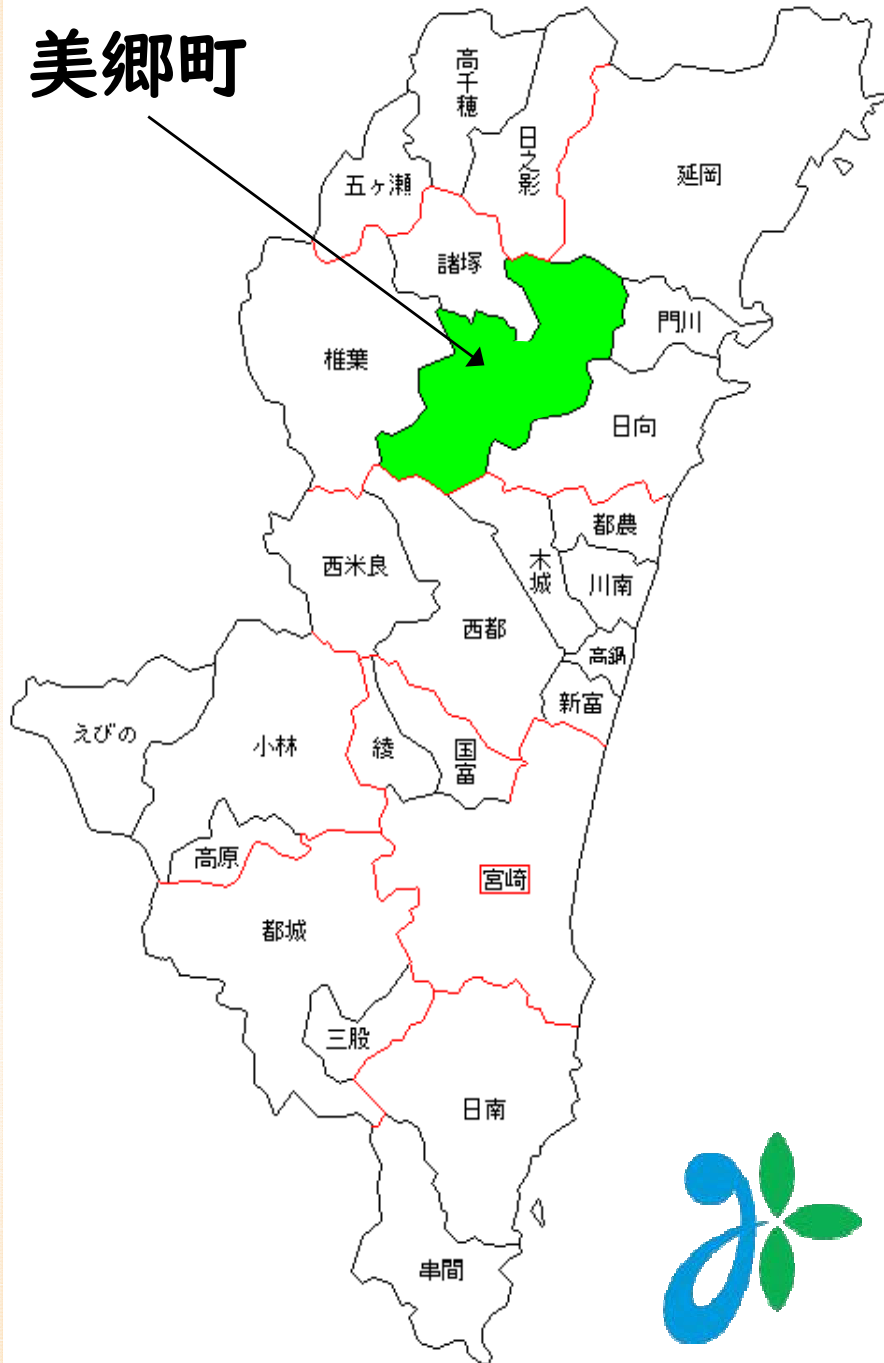 美郷町
高千穂
日之影
延岡
五ヶ瀬
諸塚
門川
椎葉
日向
都農
木城
西米良
川南
西都
高鍋
新富
えびの
小林
綾
国富
高原
宮崎
都城
三股
日南
串間